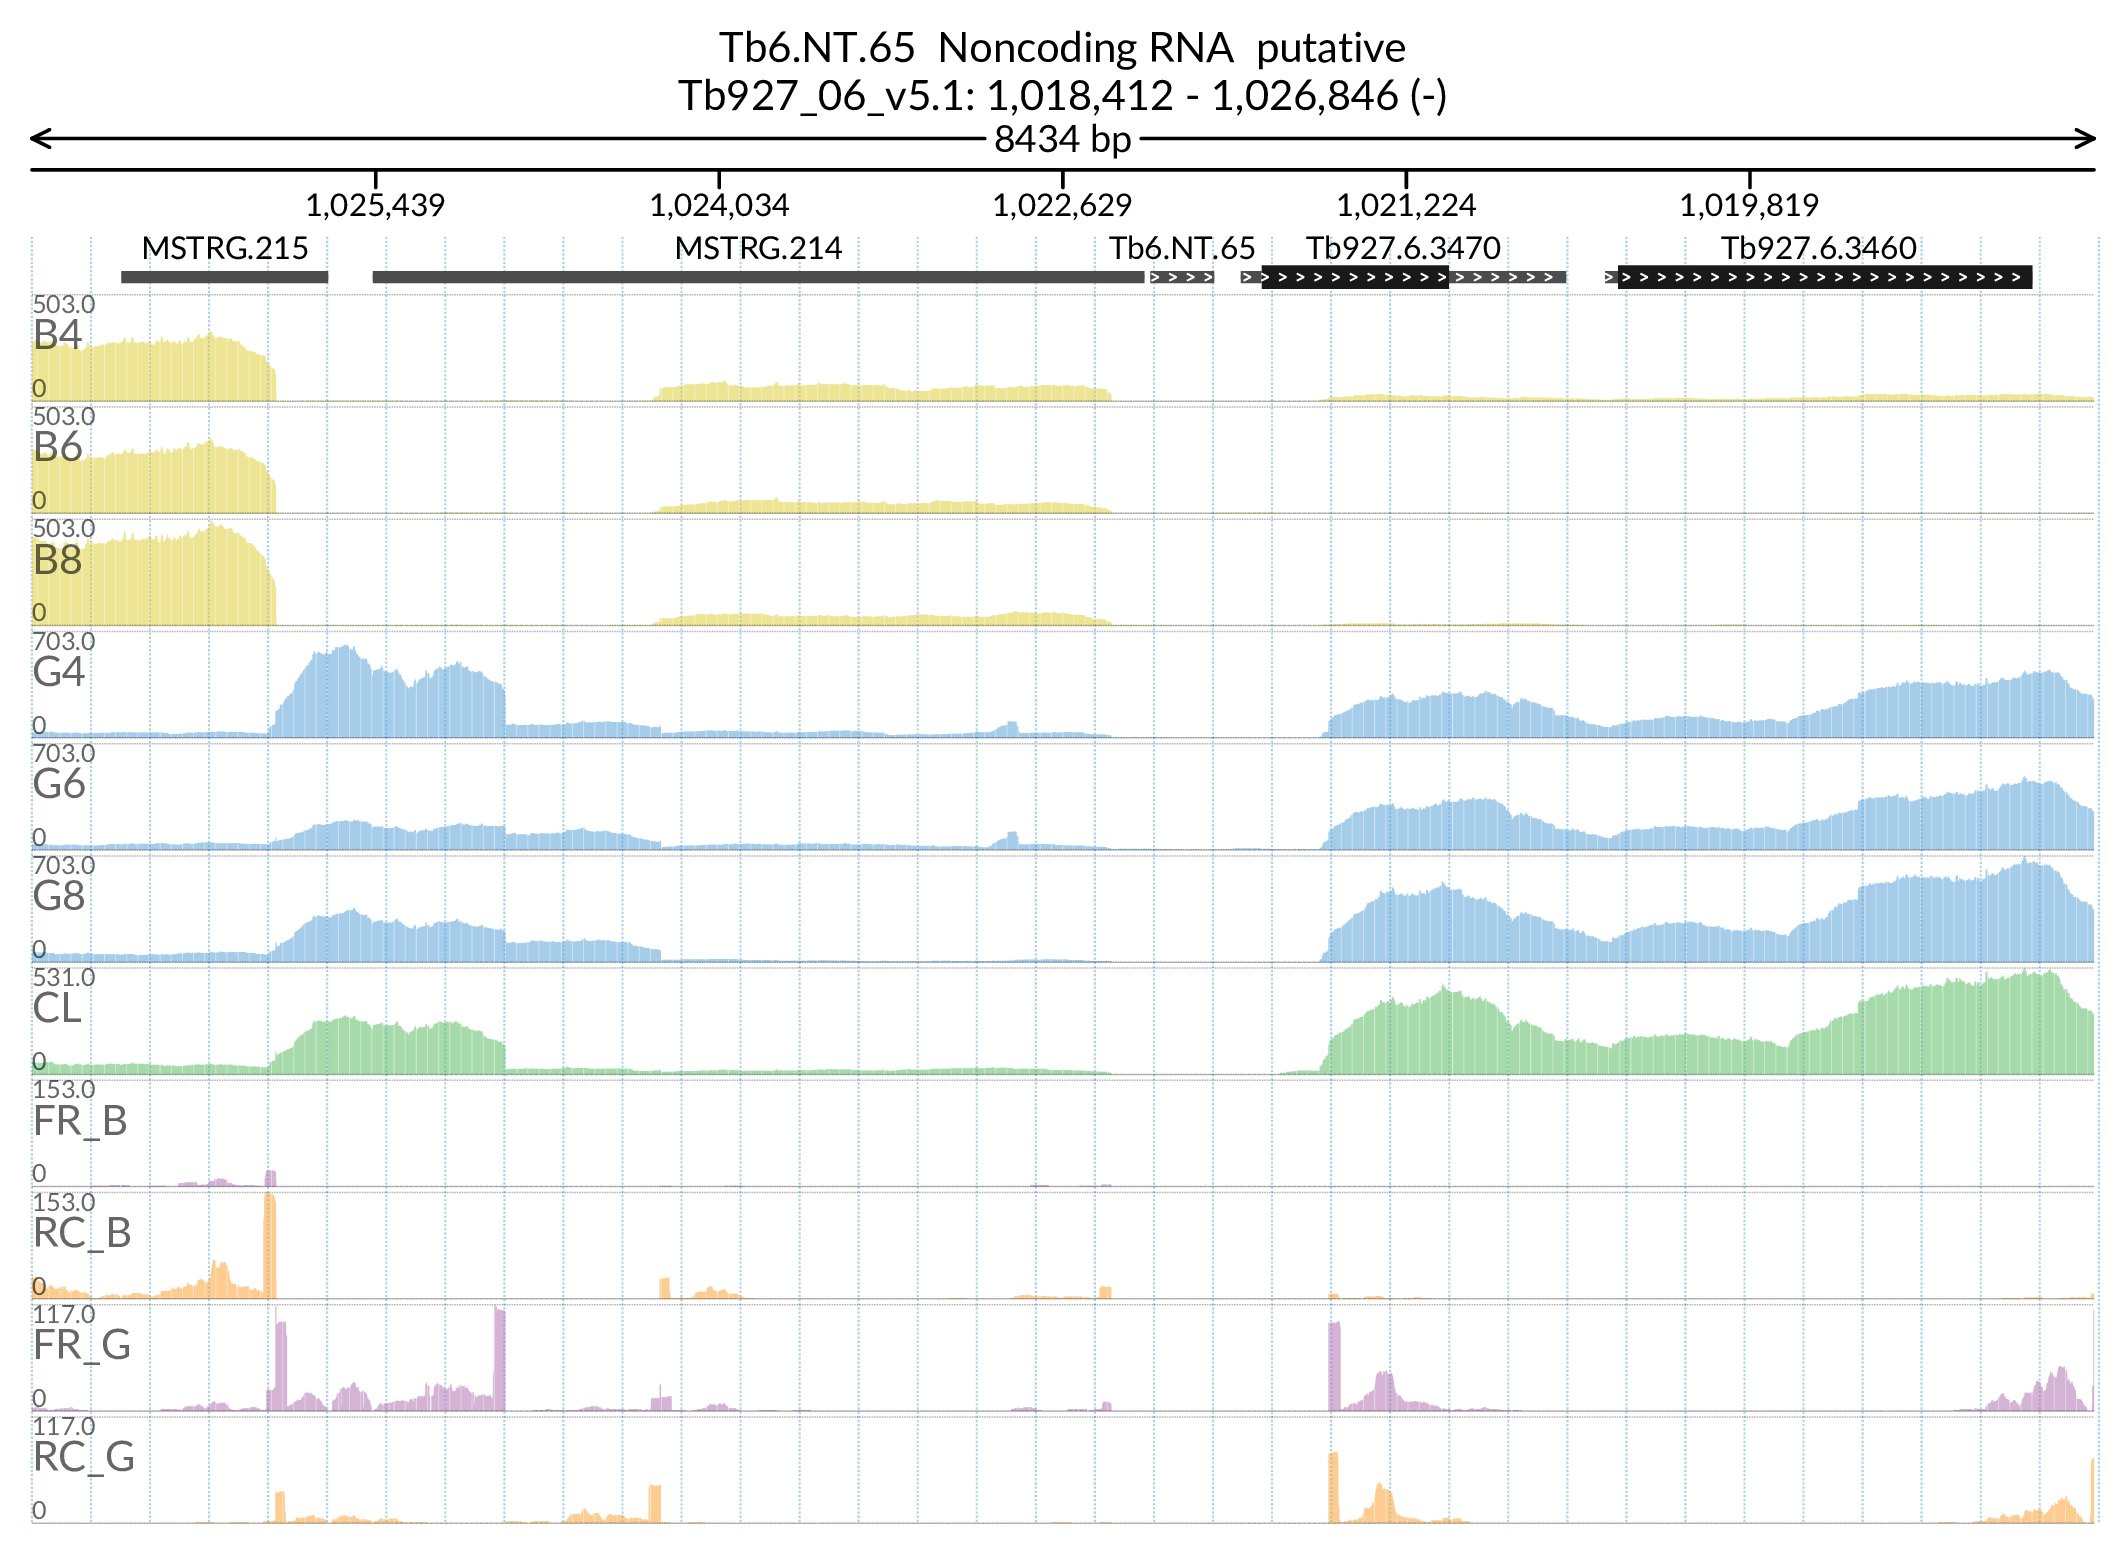 Tb6.NT.65 Noncoding RNA putative
Tb927_06_v5.1: 1,018,412 - 1,026,846 (-)
8434 bp
1,025,439 1,024,034 1,022,629 1,021,224 1,019,819
MSTRG.215 MSTRG.214 Tb6.NT.65 Tb927.6.3470 Tb927.6.3460
503.0
B4
0
503.0
B6
0
503.0
B8
0
703.0
G4
0
703.0
G6
0
703.0
G8
0
531.0
CL
0
153.0
FR_B
0
153.0
RC_B
0
117.0
FR_G
0
117.0
RC_G
0